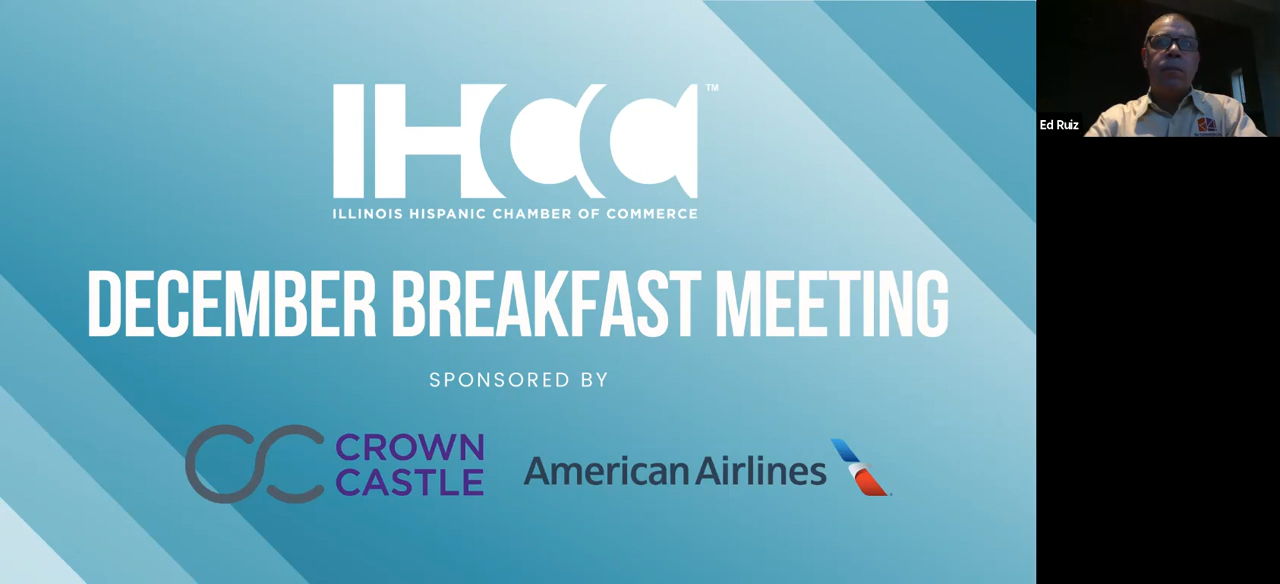 IHCC™
ILLINOIS HISPANIC CHAMBER OF COMMERCE
DECEMBER BREAKFAST MEETING
SPONSORED BY
CROWN
CASTLE
American Airlines
Ed Ruiz